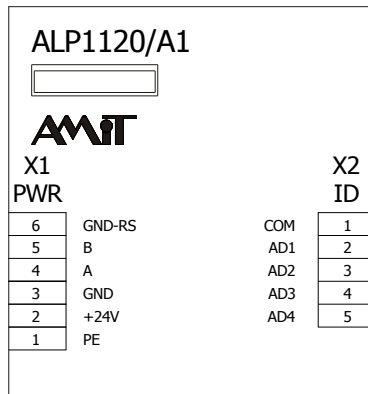 ALP1120/A1
AMiT
X1 X2
PWR ID
6 GND-RS COM 1
5 B AD1 2
4 A AD2 3
3 GND AD3 4
2 +24V AD4 5
1 PE